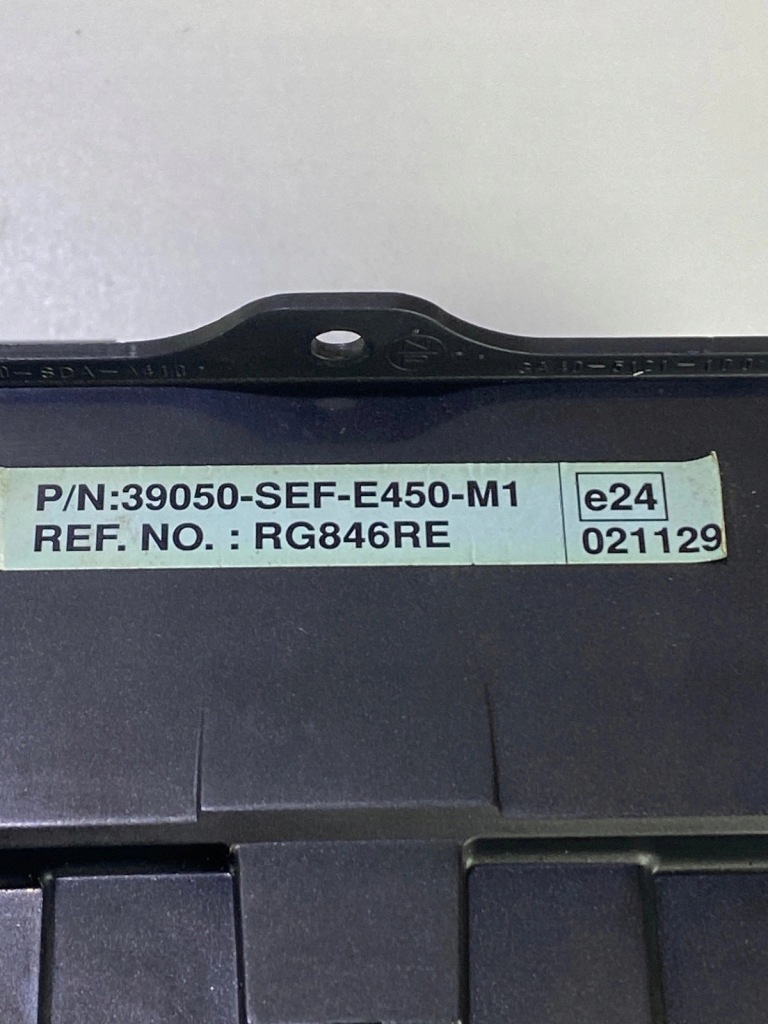 P/N:39050-SEF-E450-M1
REF. NO. : RG846RE
e24
021129